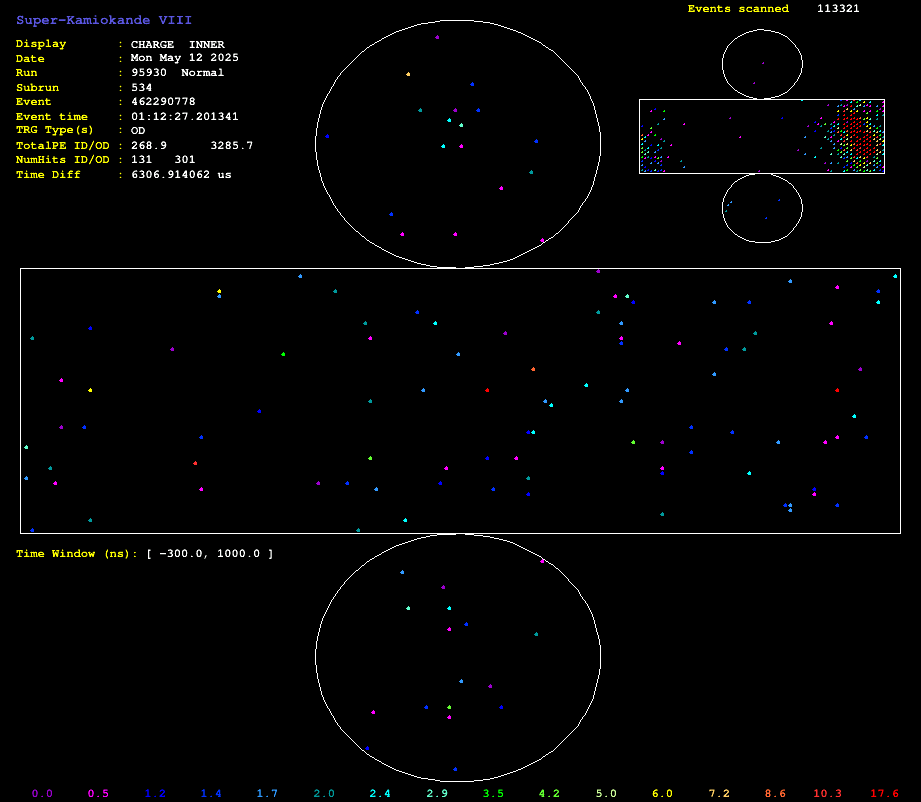 Super-Kamiokande VIII
Events scanned 113321
Display : CHARGE INNER
Date : Mon May 12 2025
Run : 95930 Normal
Subrun : 534
Event : 462290778
Event time : 01:12:27.201341
TRG Type(s) : OD
TotalPE ID/OD : 268.9 3285.7
NumHits ID/OD : 131 301
Time Diff : 6306.914062 us
Time Window (ns): [ −300.0, 1000.0 ]
0.0 0.5 1.2 1.4 1.7 2.0 2.4 2.9 3.5 4.2 5.0 6.0 7.2 8.6 10.3 17.6